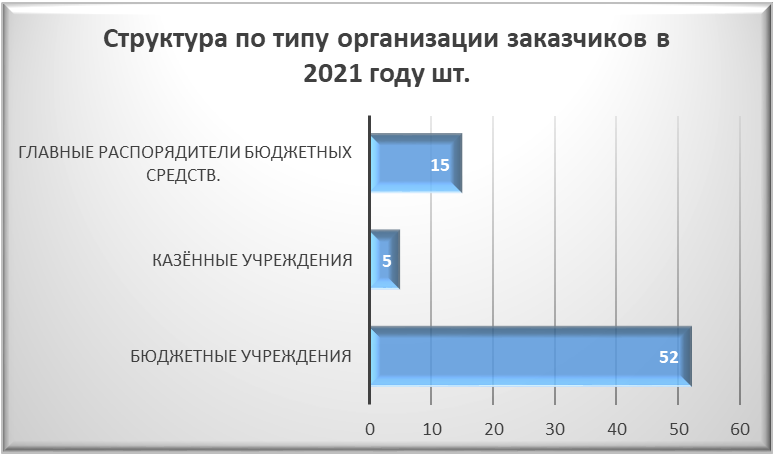 Структура по типу организации заказчиков в
2021 году шт.
ГЛАВНЫЕ РАСПОРЯДИТЕЛИ БЮДЖЕТНЫХ
СРЕДСТВ.
15
КАЗЁННЫЕ УЧРЕЖДЕНИЯ
5
БЮДЖЕТНЫЕ УЧРЕЖДЕНИЯ
52
0 10 20 30 40 50 60